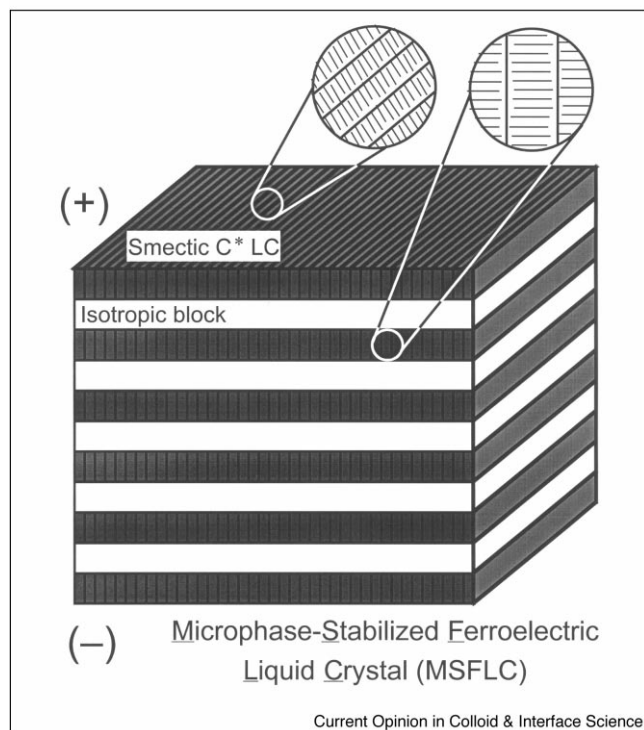 (+)
Smectic C* LC
Isotropic block
(–)
Microphase-Stabilized Ferroelectric
Liquid Crystal (MSFLC)
Current Opinion in Colloid & Interface Science